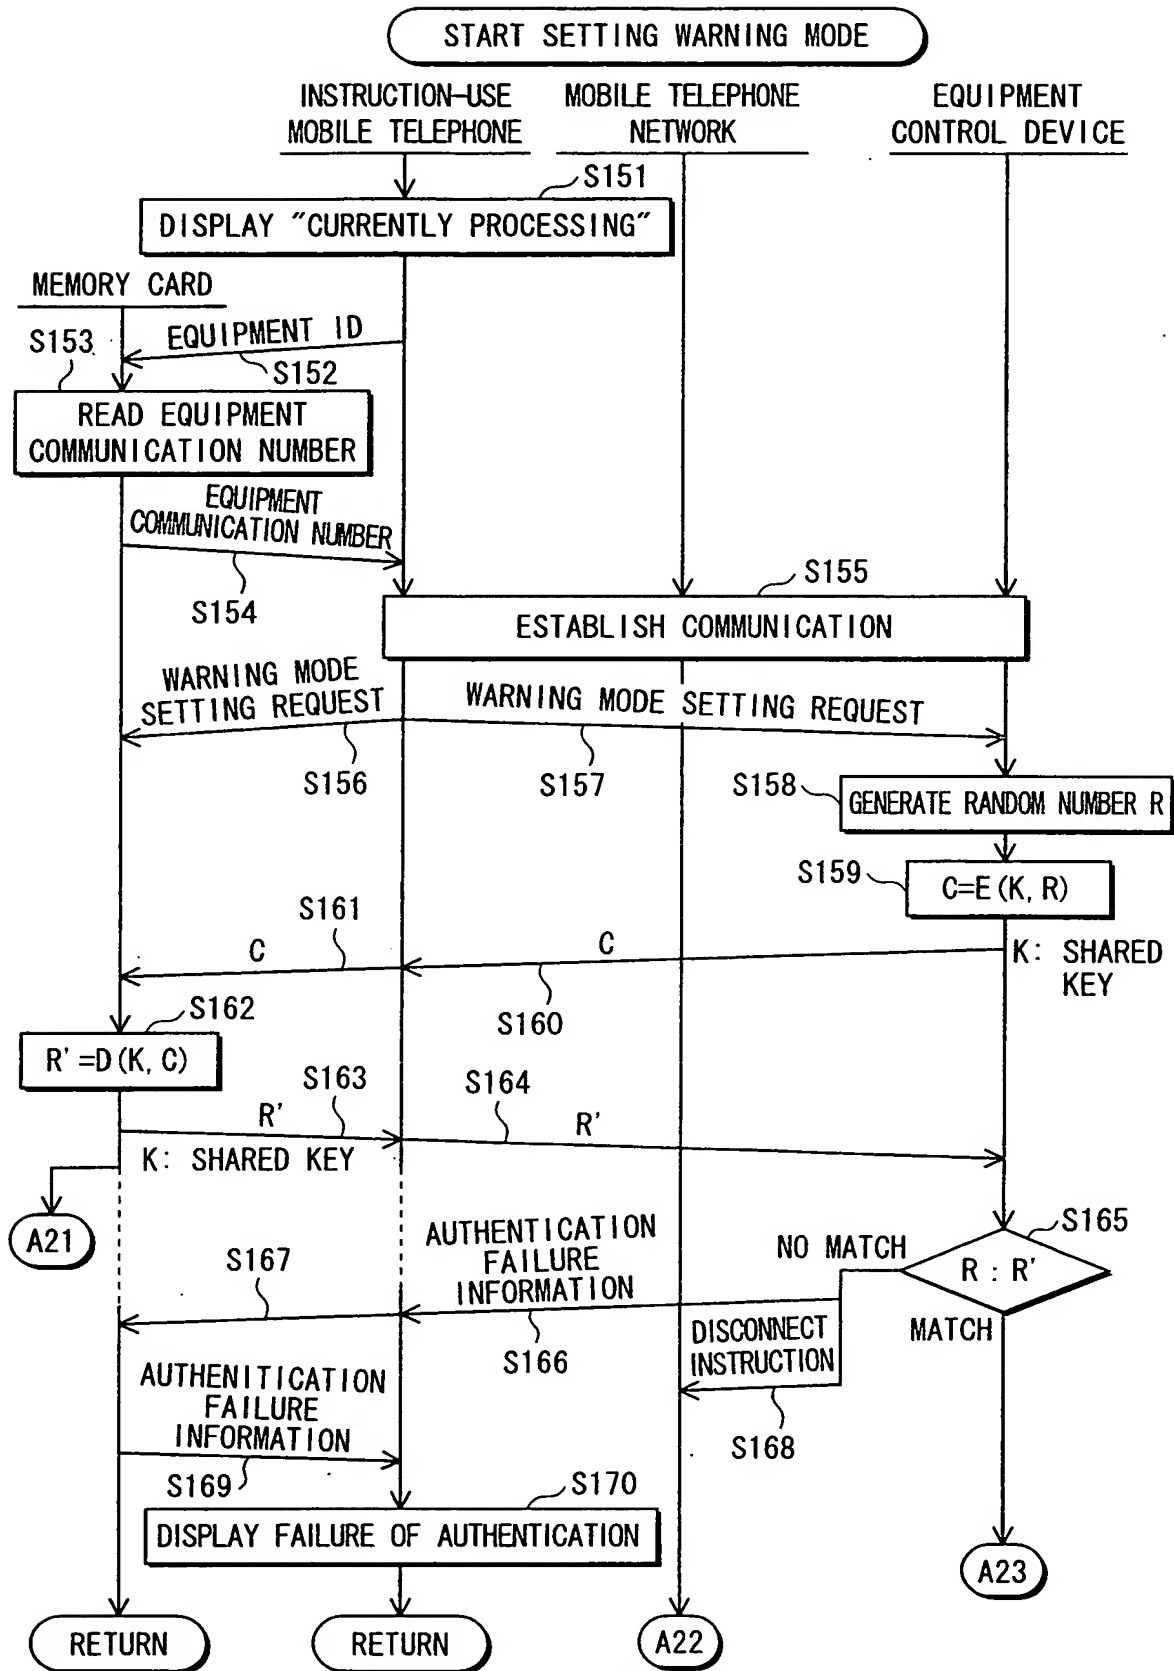 START SETTING WARNING MODE
INSTRUCTION-USE
MOBILE TELEPHONE
MOBILE TELEPHONE
NETWORK
EQUIPMENT
CONTROL DEVICE
S151
DISPLAY "CURRENTLY PROCESSING"
MEMORY CARD
S153
EQUIPMENT ID
S152
READ EQUIPMENT
COMMUNICATION NUMBER
EQUIPMENT
COMMUNICATION NUMBER
S154
S155
ESTABLISH COMMUNICATION
WARNING MODE
SETTING REQUEST
WARNING MODE SETTING REQUEST
S156
S157
S158
GENERATE RANDOM NUMBER R
S159
C=E(K, R)
S161
C
C
K: SHARED
KEY
S162
S160
R'=D(K, C)
S163
S164
R'
R'
K: SHARED KEY
A21
S165
S167
AUTHENTICATION
FAILURE
INFORMATION
NO MATCH
R : R'
MATCH
S166
DISCONNECT
INSTRUCTION
AUTHENITICATION
FAILURE
INFORMATION
S168
S169
S170
DISPLAY FAILURE OF AUTHENTICATION
A23
RETURN
RETURN
A22